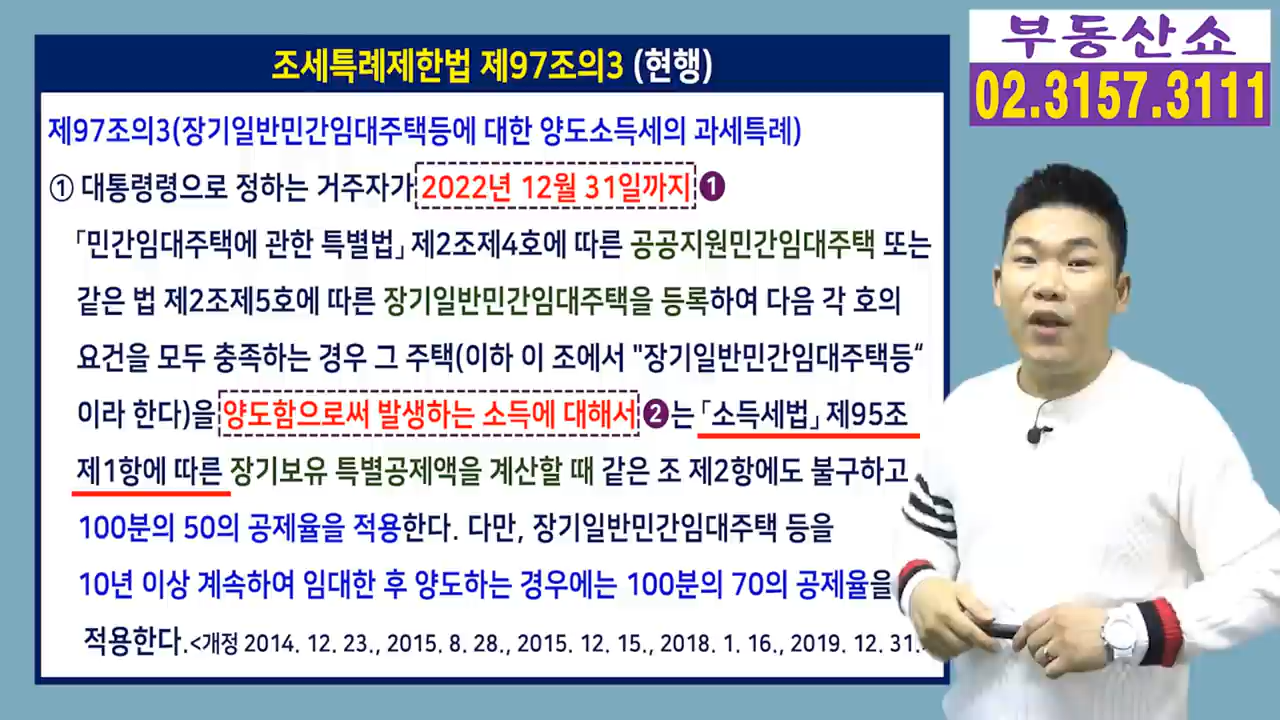 조세특례제한법 제97조의3 (현행)
부동산쇼
02.3157.3111
제97조의3(장기일반민간임대주택등에 대한 양도소득세의 과세특례)
① 대통령령으로 정하는 거주자가 2022년 12월 31일까지 ❶
「민간임대주택에 관한 특별법」 제2조제4호에 따른 공공지원민간임대주택 또는
같은 법 제2조제5호에 따른 장기일반민간임대주택을 등록하여 다음 각 호의
요건을 모두 충족하는 경우 그 주택(이하 이 조에서 "장기일반민간임대주택등“
이라 한다)을 양도함으로써 발생하는 소득에 대해서 ❷는 「소득세법」 제95조
제1항에 따른 장기보유 특별공제액을 계산할 때 같은 조 제2항에도 불구하고
100분의 50의 공제율을 적용한다. 다만, 장기일반민간임대주택 등을
10년 이상 계속하여 임대한 후 양도하는 경우에는 100분의 70의 공제율을
적용한다.<개정 2014. 12. 23., 2015. 8. 28., 2015. 12. 15., 2018. 1. 16., 2019. 12. 31.>